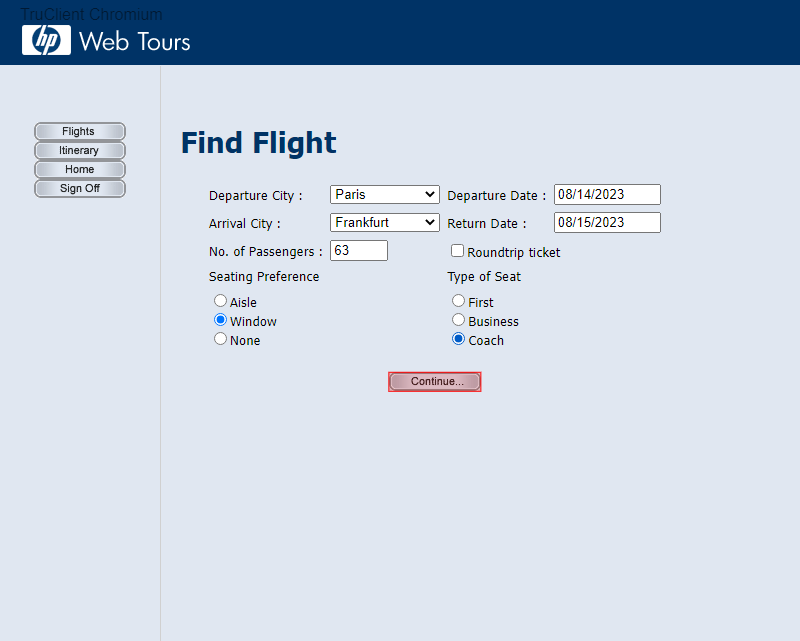 TruClient Chromium
hp Web Tours
Flights
Itinerary
Home
Sign Off
Find Flight
Departure City : Paris Departure Date : 08/14/2023
Arrival City : Frankfurt Return Date : 08/15/2023
No. of Passengers : 63 Roundtrip ticket
Seating Preference Type of Seat
Aisle First
Window Business
None Coach
Continue...